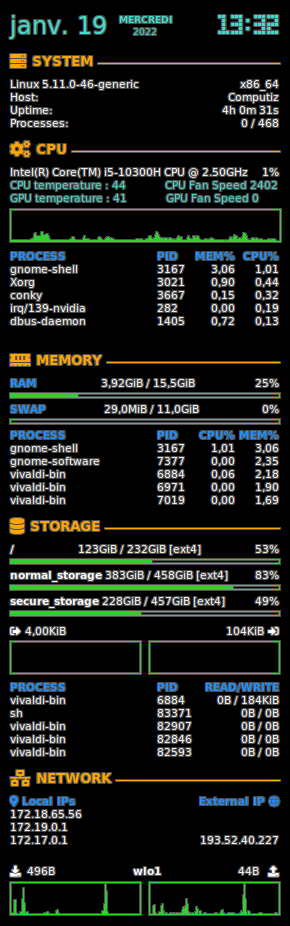 janv. 19 MERCREDI 2022 13:32
SYSTEM
Linux 5.11.0-46-generic x86_64
Host: Computiz
Uptime: 4h 0m 31s
Processes: 0 / 468
CPU
Intel(R) Core(TM) i5-10300H CPU @ 2.50GHz 1%
CPU temperature : 44 CPU Fan Speed 2402
GPU temperature : 41 GPU Fan Speed 0
PROCESS PID MEM% CPU%
gnome-shell 3167 3,06 1,01
Xorg 3021 0,90 0,44
conky 3667 0,15 0,32
irq/139-nvidia 282 0,00 0,19
dbus-daemon 1405 0,72 0,13
MEMORY
RAM 3,92GiB / 15,5GiB 25%
SWAP 29,0MiB / 11,0GiB 0%
PROCESS PID CPU% MEM%
gnome-shell 3167 1,01 3,06
gnome-software 7377 0,00 2,35
vivaldi-bin 6884 0,06 2,18
vivaldi-bin 6971 0,00 1,90
vivaldi-bin 7019 0,00 1,69
STORAGE
/ 123GiB / 232GiB [ext4] 53%
normal_storage 383GiB / 458GiB [ext4] 83%
secure_storage 228GiB / 457GiB [ext4] 49%
4,00KiB 104KiB
PROCESS PID READ/WRITE
vivaldi-bin 6884 0B / 184KiB
sh 83371 0B / 0B
vivaldi-bin 82907 0B / 0B
vivaldi-bin 82846 0B / 0B
vivaldi-bin 82593 0B / 0B
NETWORK
Local IPs External IP
172.18.65.56
172.19.0.1
172.17.0.1 193.52.40.227
496B wlo1 44B